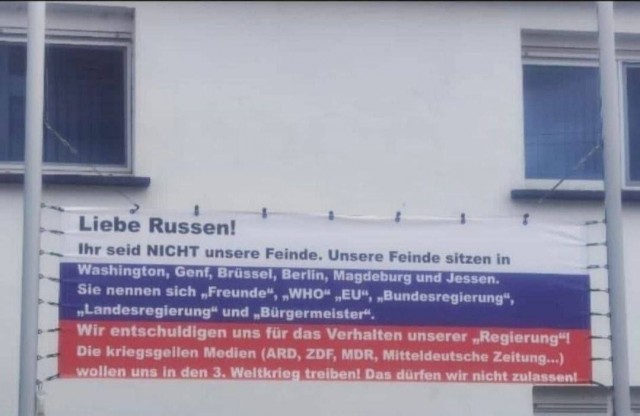 Liebe Russen!
Ihr seid NICHT unsere Feinde. Unsere Feinde sitzen in
Washington, Genf, Brüssel, Berlin, Magdeburg und Jessen.
Sie nennen sich „Freunde“, „WHO“ „EU“, „Bundesregierung“,
„Landesregierung“ und „Bürgermeister“.
Wir entschuldigen uns für das Verhalten unserer „Regierung“!
Die kriegsgeilen Medien (ARD, ZDF, MDR, Mitteldeutsche Zeitung...)
wollen uns in den 3. Weltkrieg treiben! Das dürfen wir nicht zulassen!